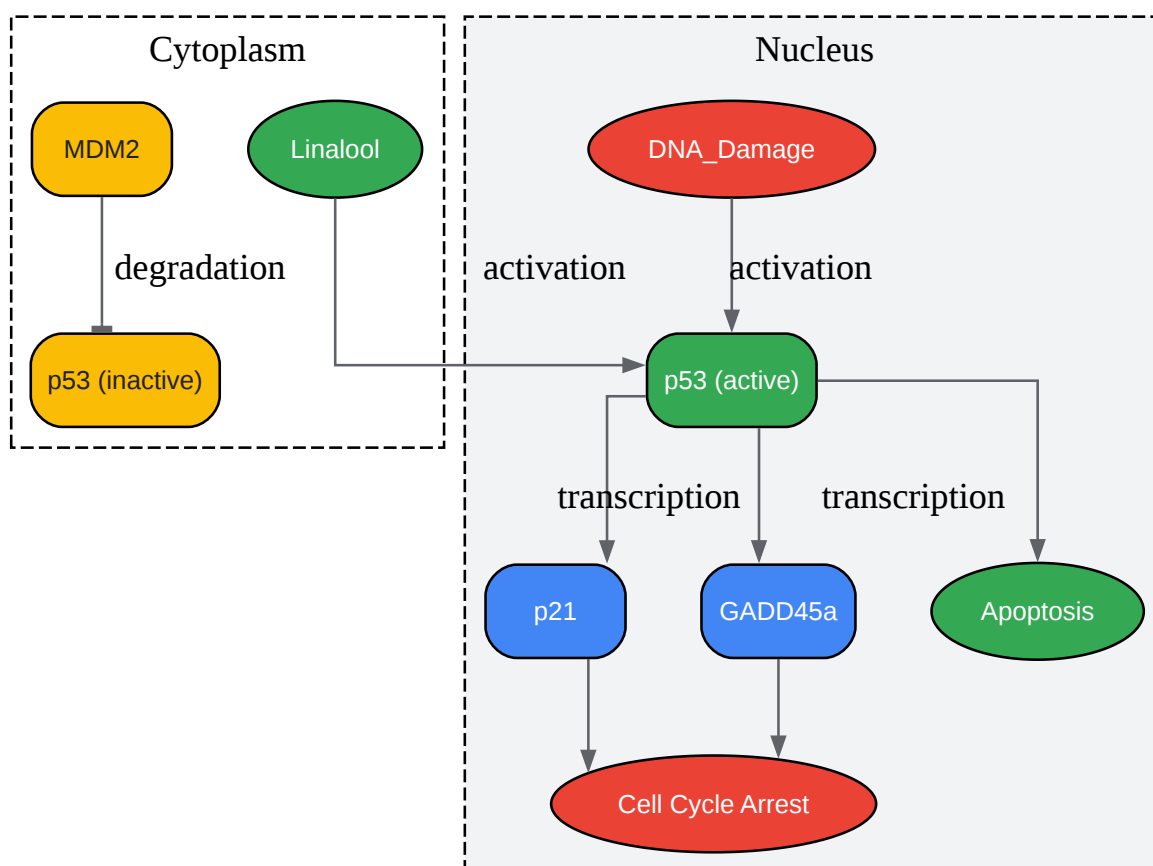 Cytoplasm
Nucleus
MDM2
Linalool
DNA_Damage
degradation
activation
activation
p53 (inactive)
p53 (active)
transcription
transcription
p21
GADD45a
Apoptosis
Cell Cycle Arrest